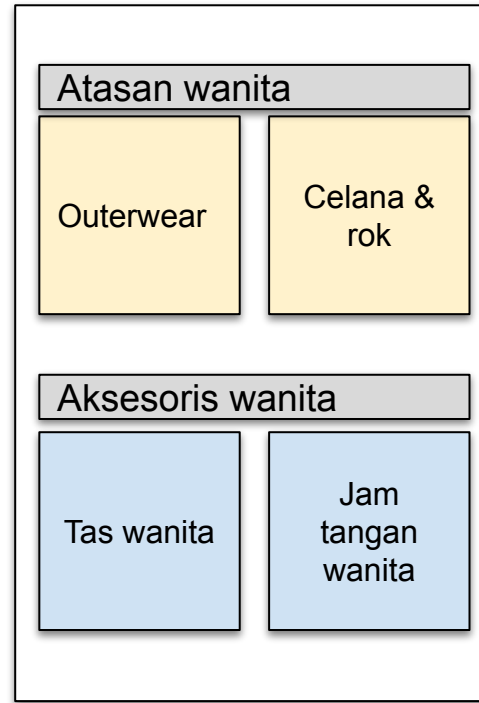 Atasan wanita
Outerwear
Celana &
rok
Aksesoris wanita
Tas wanita
Jam
tangan
wanita